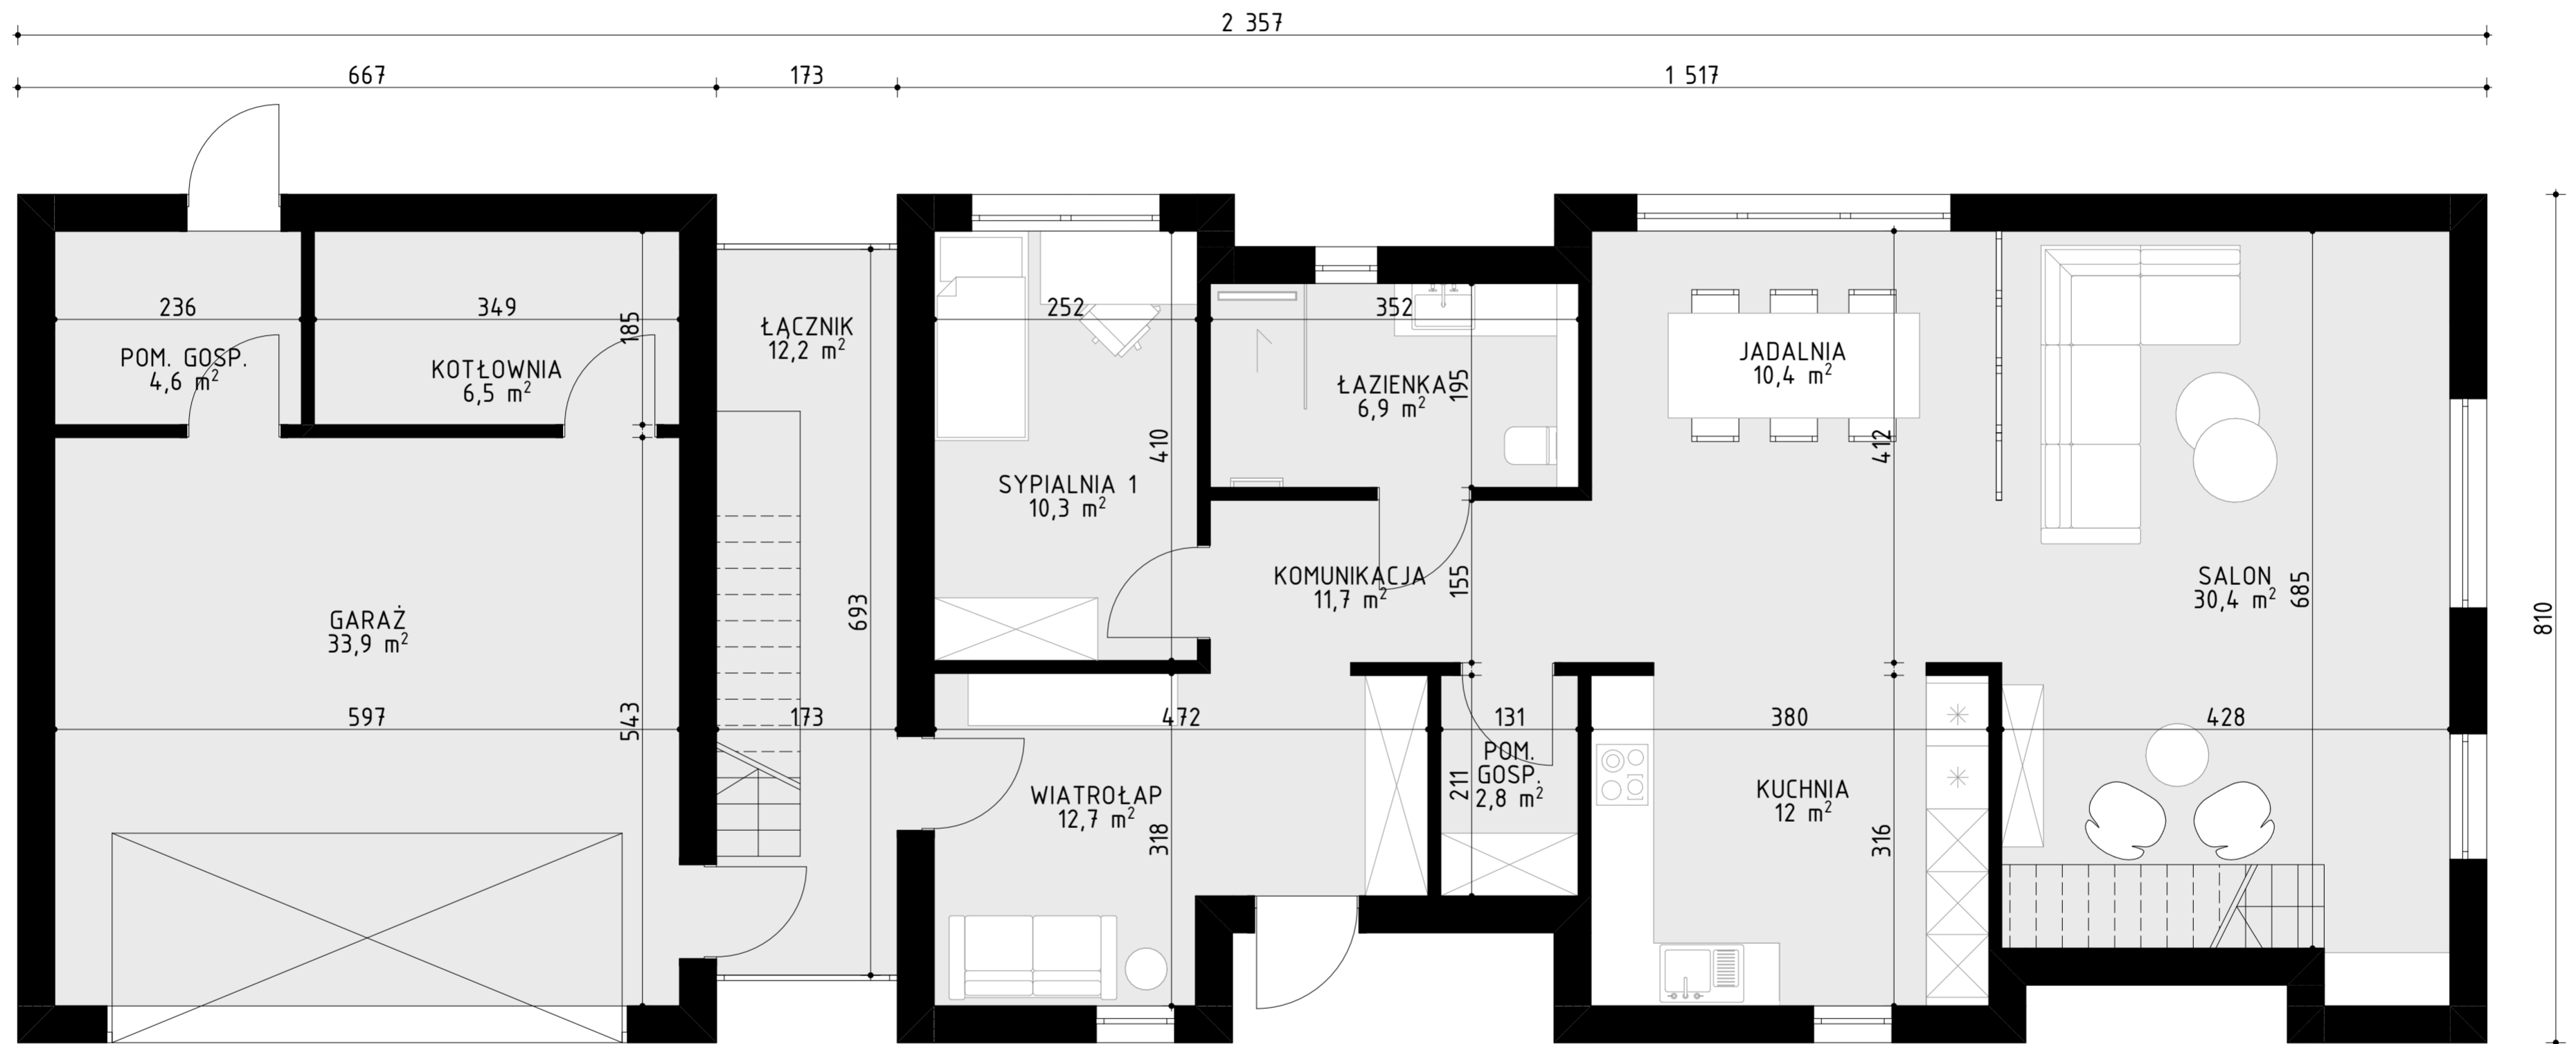 2 357
667
173
1 517
236
349
185
POM. GOSP.
4,6 m²
KOTŁOWNIA
6,5 m²
ŁĄCZNIK
12,2 m²
252
352
410
SYPIALNIA 1
10,3 m²
ŁAZIENKA
6,9 m²
195
JADALNIA
10,4 m²
412
GARAŻ
33,9 m²
693
KOMUNIKACJA
11,7 m²
155
SALON
30,4 m²
685
810
597
543
173
472
131
380
428
WIATROŁAP
12,7 m²
318
211
POM.
GOSP.
2,8 m²
KUCHNIA
12 m²
316